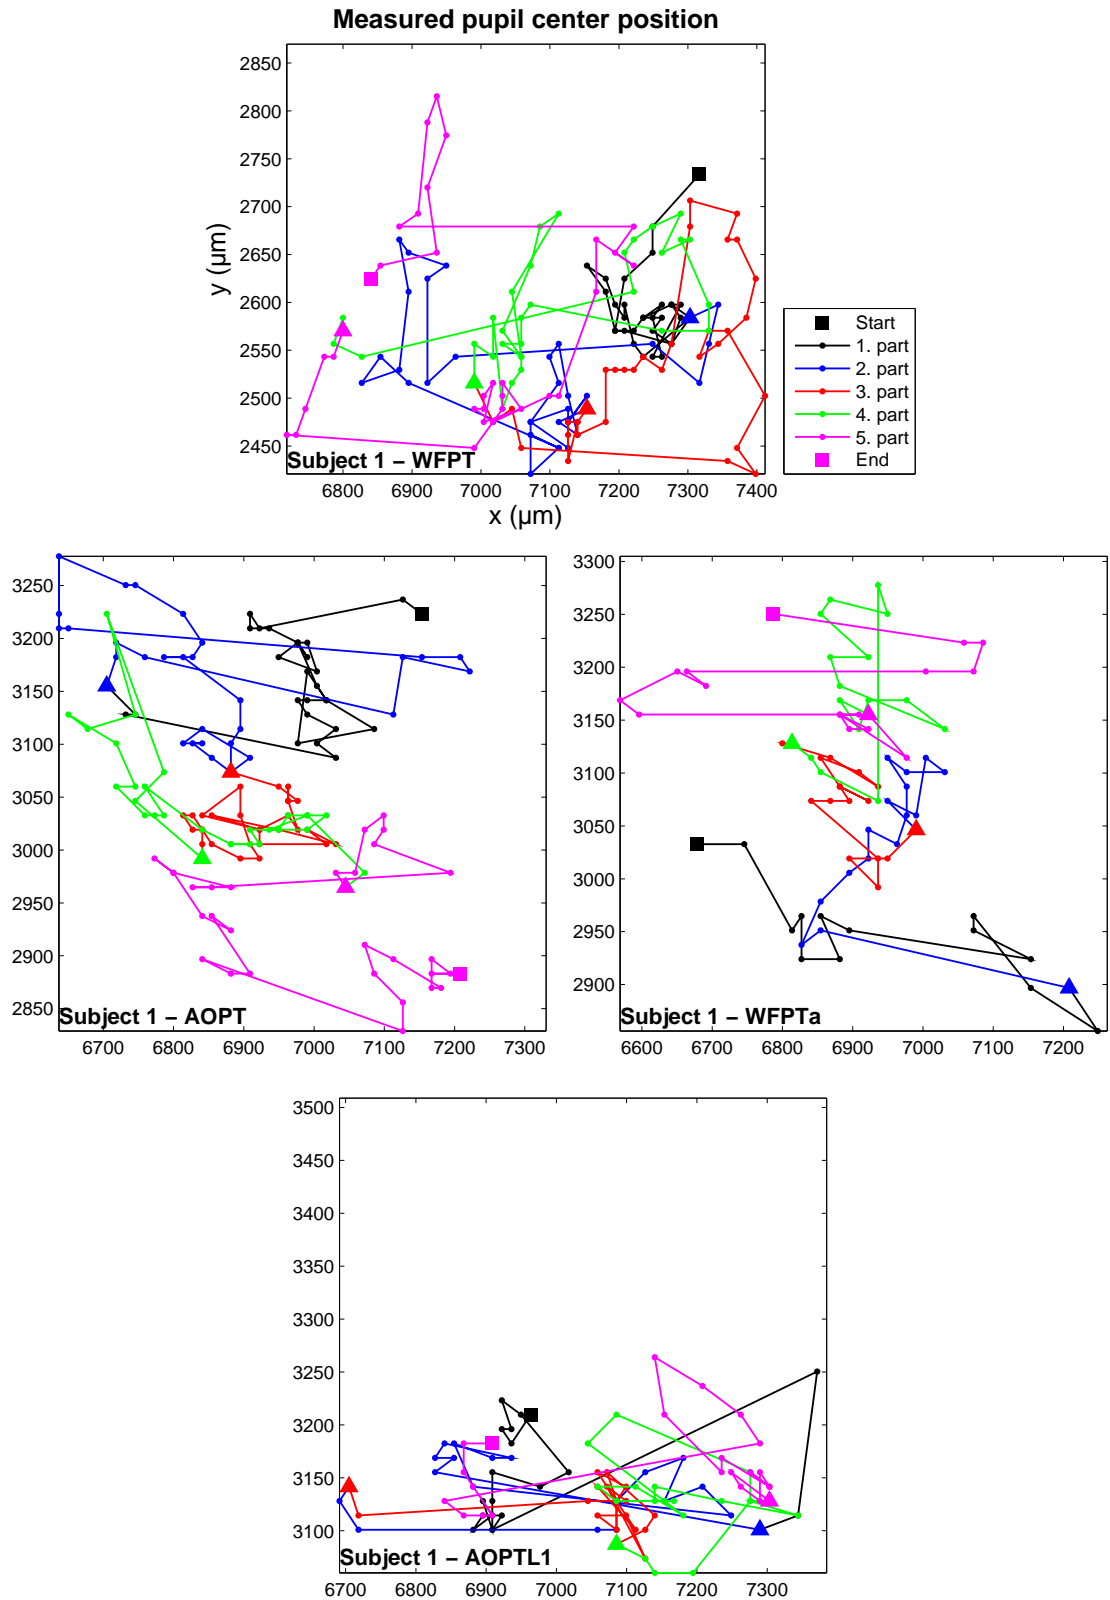 Measured pupil center position
2850
2800
2750
2700
2650
2600
2550
2500
2450
y (μm)
Subject 1 – WFPT
6800 6900 7000 7100 7200 7300 7400
x (μm)
Start
1. part
2. part
3. part
4. part
5. part
End
3250
3200
3150
3100
3050
3000
2950
2900
2850
Subject 1 – AOPT
6700 6800 6900 7000 7100 7200 7300
3300
3250
3200
3150
3100
3050
3000
2950
2900
Subject 1 – WFPTa
6600 6700 6800 6900 7000 7100 7200
3500
3450
3400
3350
3300
3250
3200
3150
3100
Subject 1 – AOPTL1
6700 6800 6900 7000 7100 7200 7300